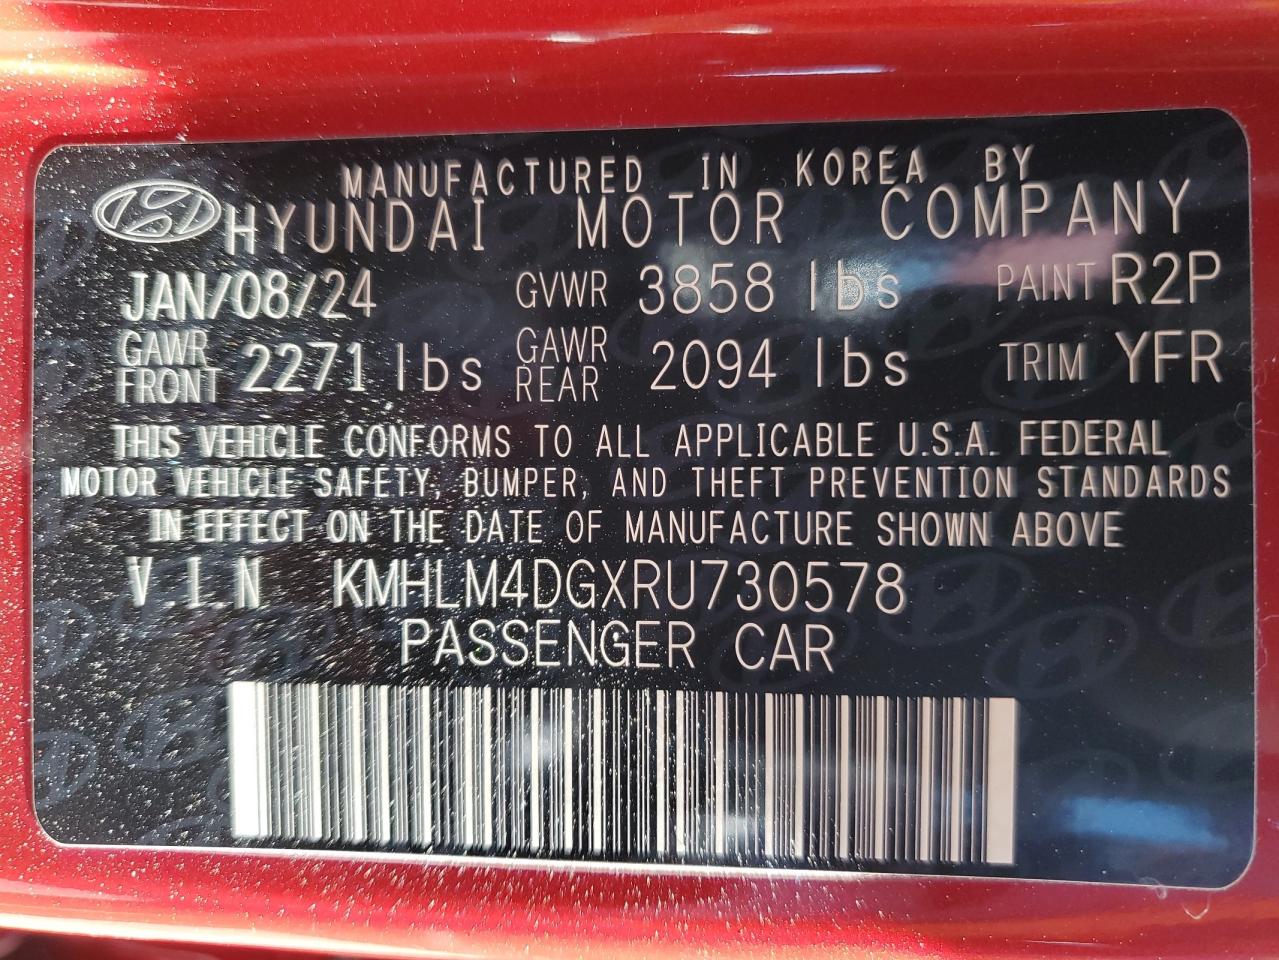 MANUFACTURED IN KOREA BY
HYUNDAI MOTOR COMPANY
JAN/08/24 GVWR 3858 lbs PAINT R2P
GAWR FRONT 2271 lbs GAWR REAR 2094 lbs TRIM YFR
THIS VEHICLE CONFORMS TO ALL APPLICABLE U.S.A. FEDERAL
MOTOR VEHICLE SAFETY, BUMPER, AND THEFT PREVENTION STANDARDS
IN EFFECT ON THE DATE OF MANUFACTURE SHOWN ABOVE
V.I.N KMHLM4DGXRU730578
PASSENGER CAR